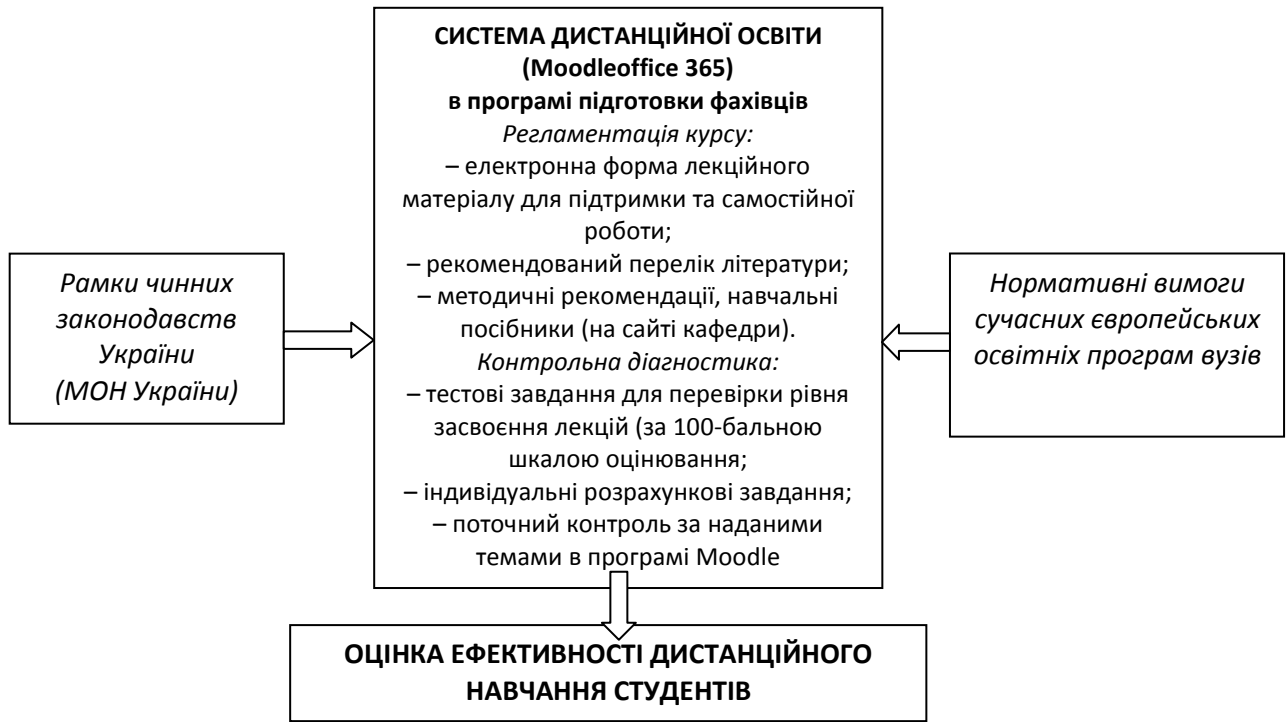 СИСТЕМА ДИСТАНЦІЙНОЇ ОСВІТИ
(Moodleoffice 365)
в програмі підготовки фахівців
Регламентація курсу:
– електронна форма лекційного
матеріалу для підтримки та самостійної
роботи;
– рекомендований перелік літератури;
– методичні рекомендації, навчальні
посібники (на сайті кафедри).
Контрольна діагностика:
– тестові завдання для перевірки рівня
засвоєння лекцій (за 100-бальною
шкалою оцінювання;
– індивідуальні розрахункові завдання;
– поточний контроль за наданими
темами в програмі Moodle
Рамки чинних
законодавств
України
(МОН України)
Нормативні вимоги
сучасних європейських
освітніх програм вузів
ОЦІНКА ЕФЕКТИВНОСТІ ДИСТАНЦІЙНОГО
НАВЧАННЯ СТУДЕНТІВ